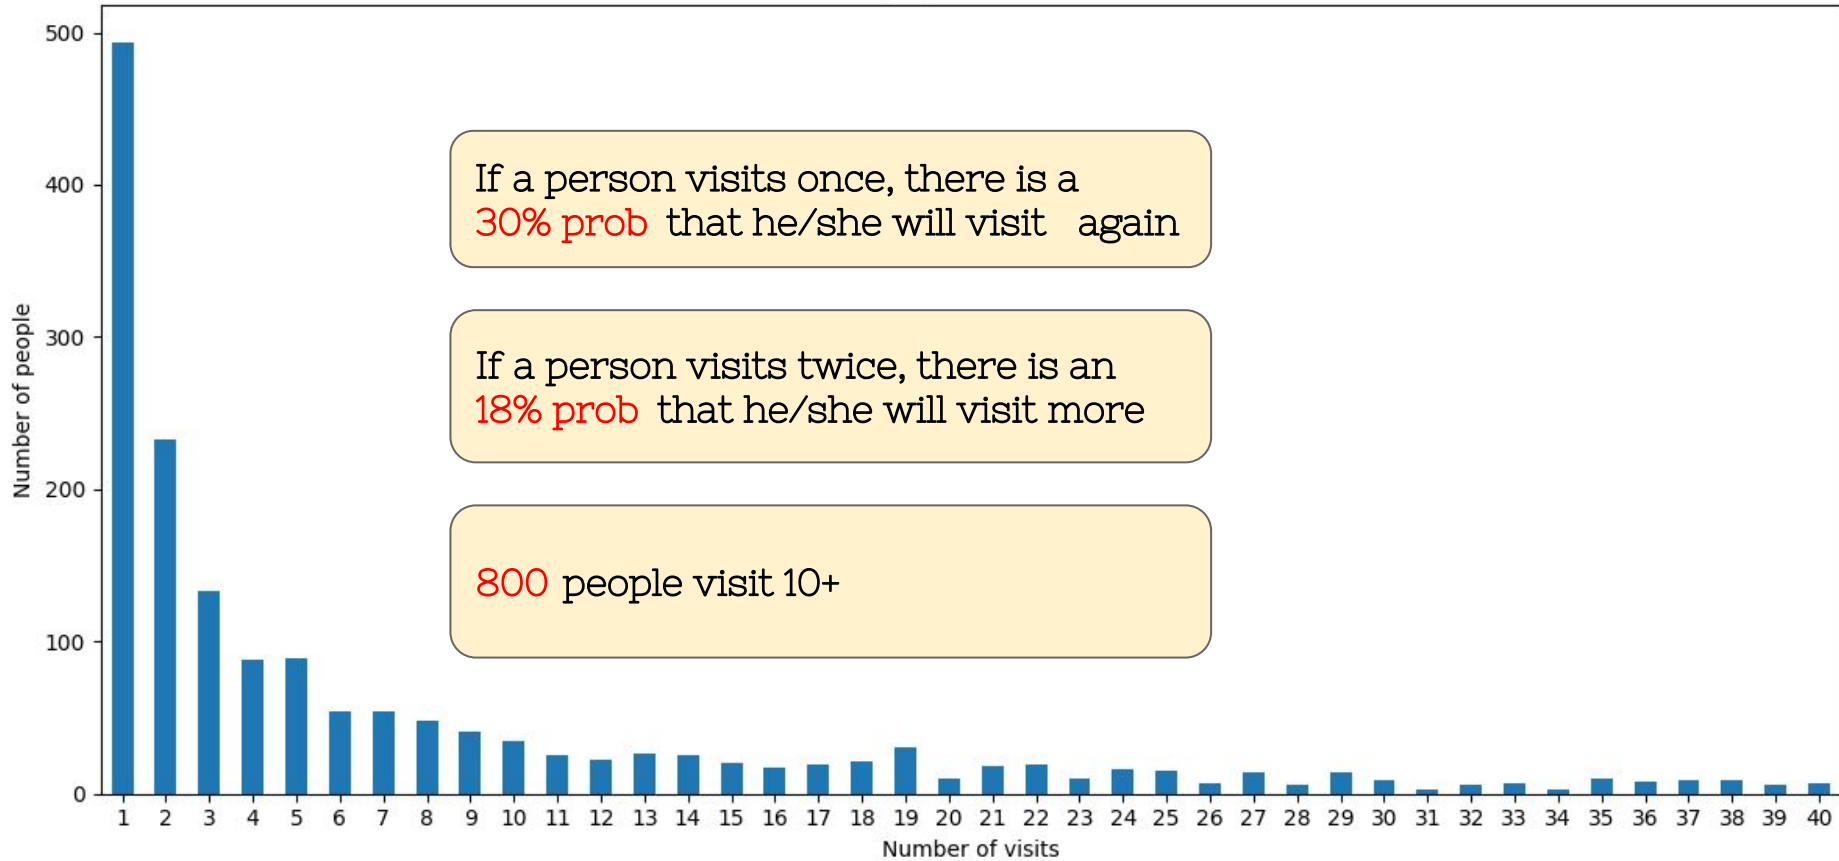 500
400
300
200
100
0
Number of people
If a person visits once, there is a
30% prob that he/she will visit again
If a person visits twice, there is an
18% prob that he/she will visit more
800 people visit 10+
1 2 3 4 5 6 7 8 9 10 11 12 13 14 15 16 17 18 19 20 21 22 23 24 25 26 27 28 29 30 31 32 33 34 35 36 37 38 39 40
Number of visits